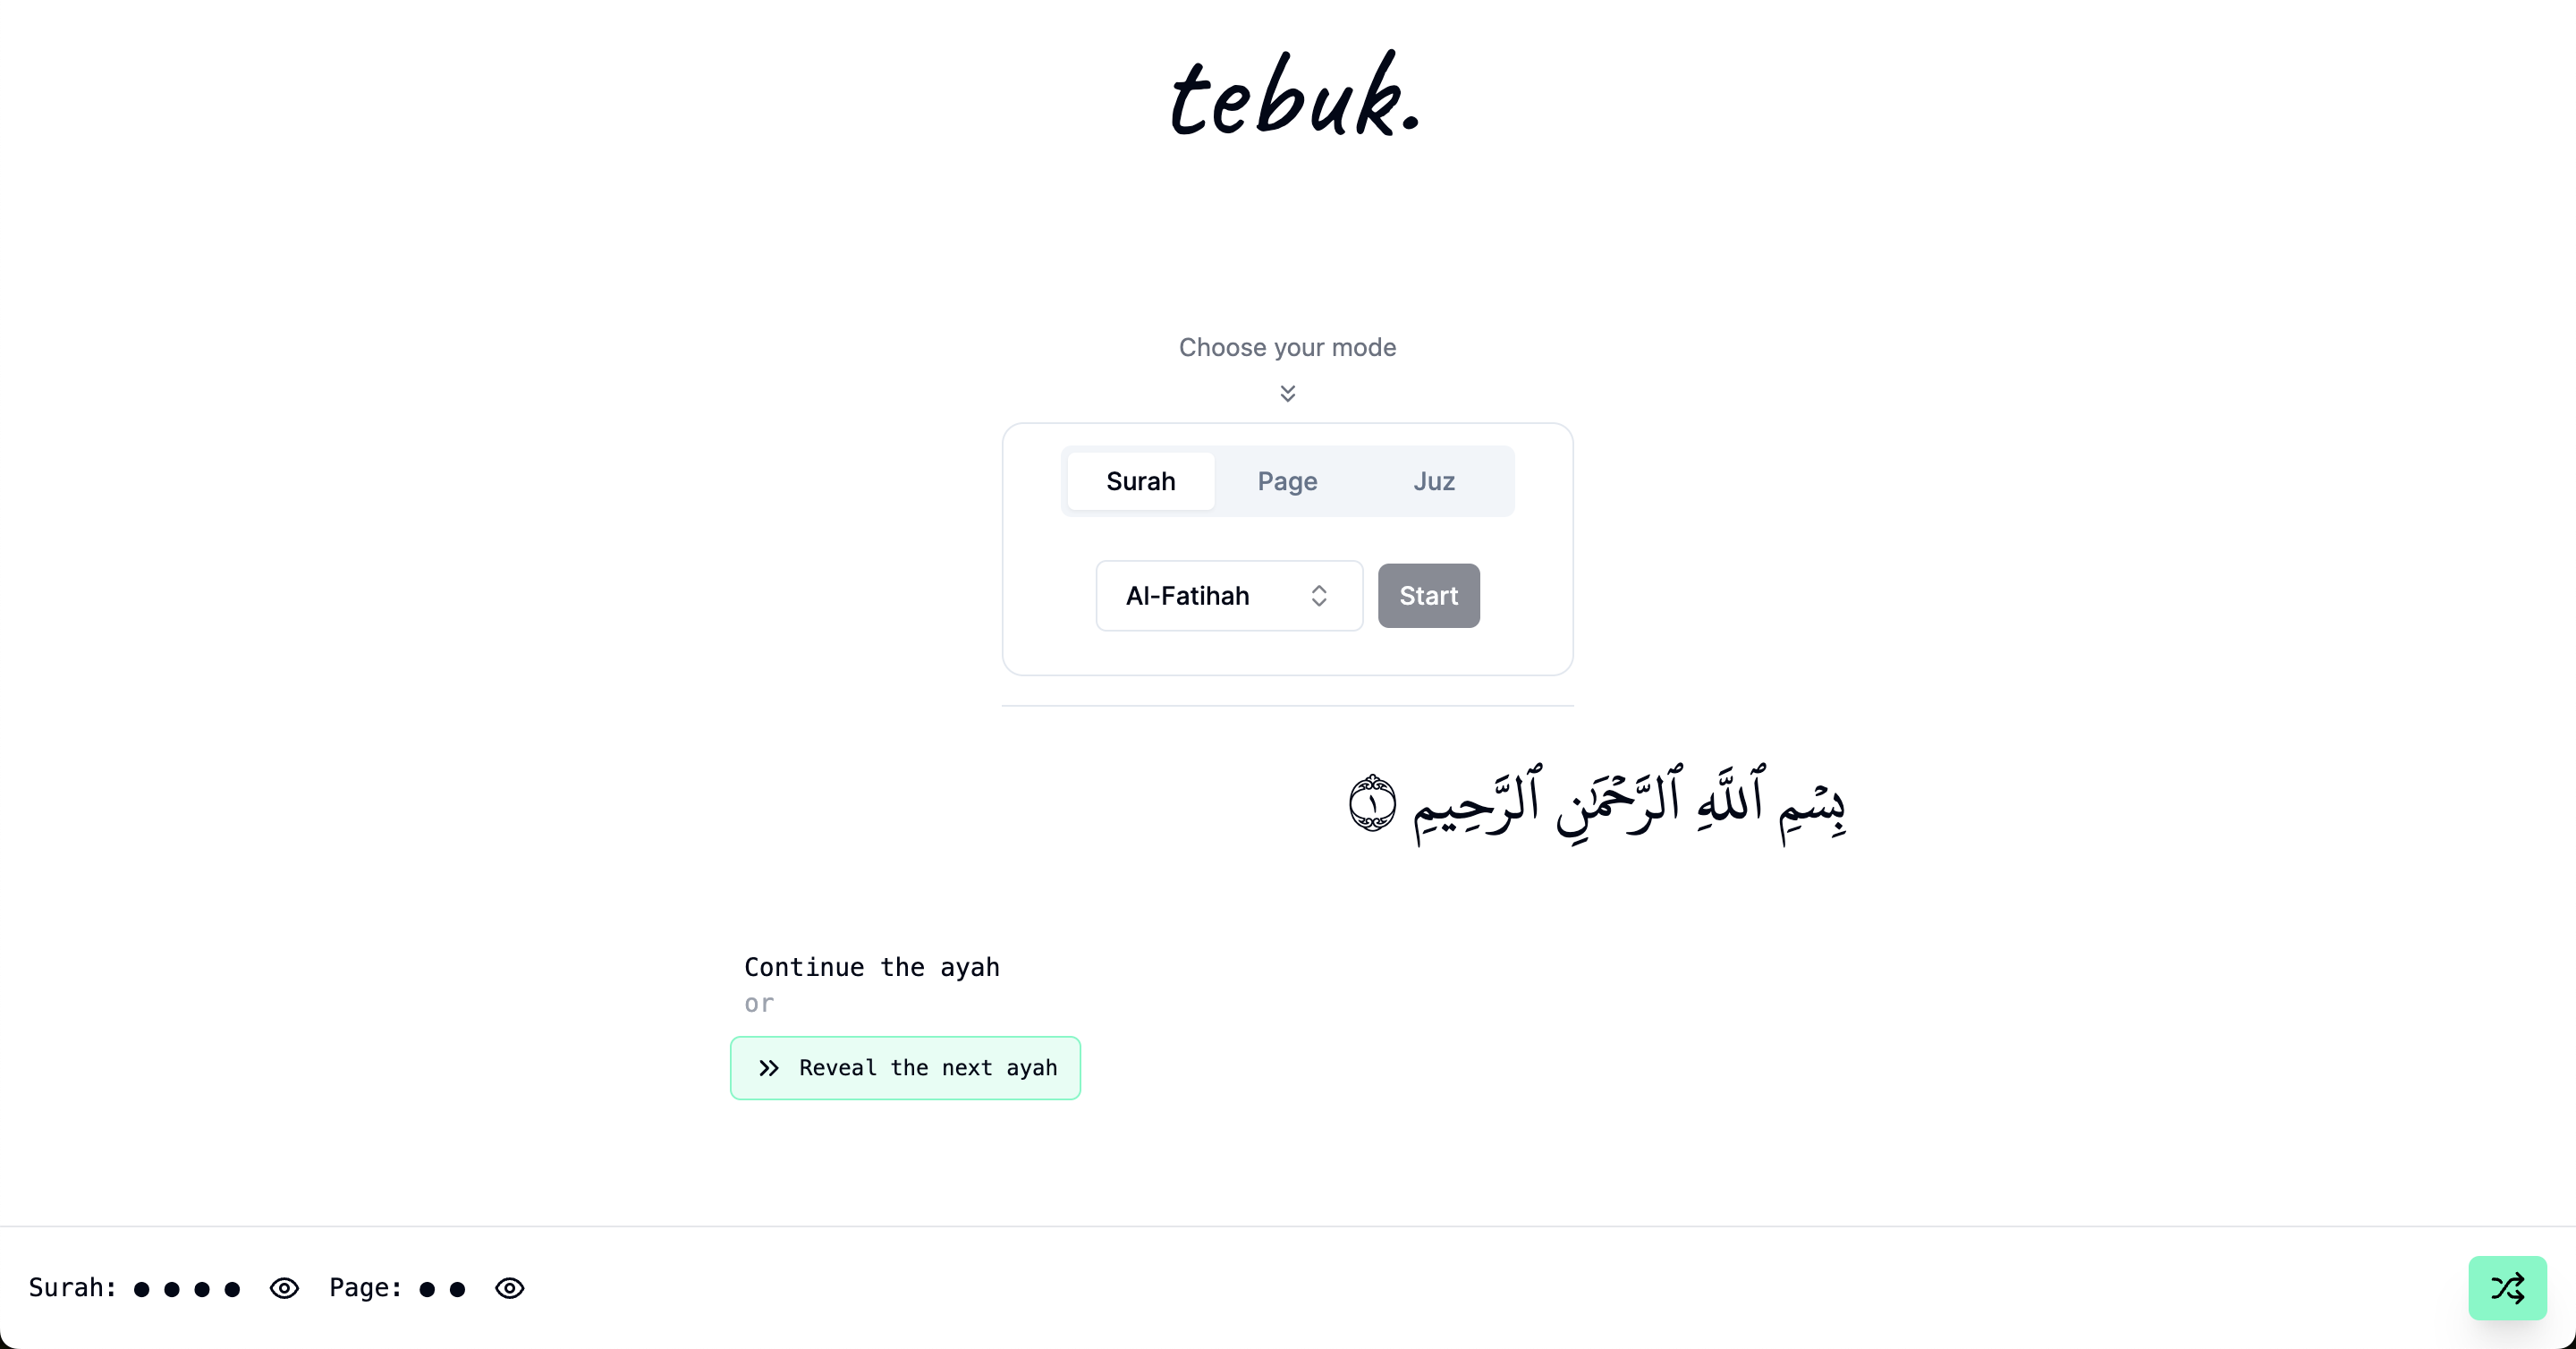 tebuk.
Choose your mode
Surah Page Juz
Al-Fatihah Start
بِسْمِ ٱللَّهِ ٱلرَّحْمَٰنِ ٱلرَّحِيمِ ١
Continue the ayah
or
Reveal the next ayah
Surah: ● ● ● ● Page: ● ●